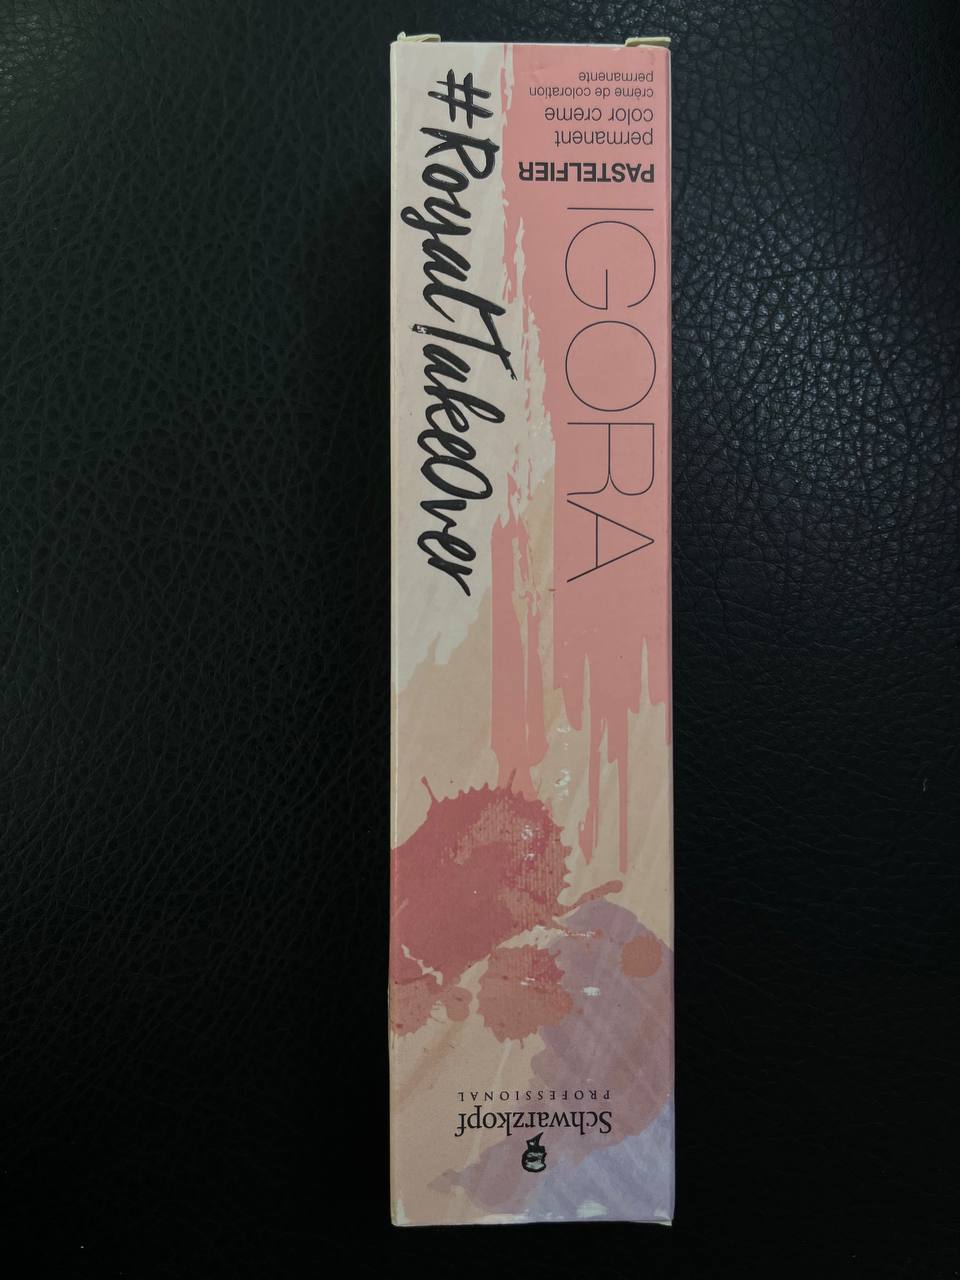 Schwarzkopf
PROFESSIONAL
#RoyalTakeOver
IGORA
PASTELFIER
permanent
color creme
crème de coloration
permanente